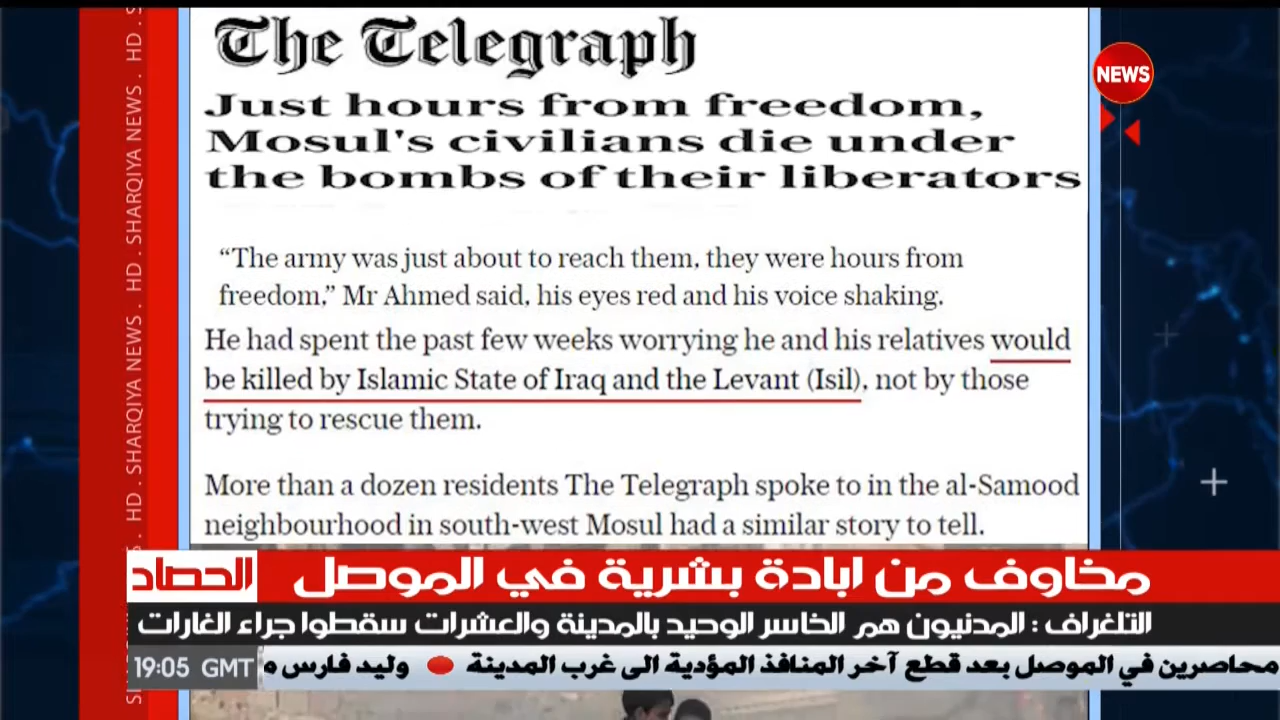 The Telegraph
NEWS
Just hours from freedom,
Mosul's civilians die under
the bombs of their liberators
“The army was just about to reach them, they were hours from
freedom,” Mr Ahmed said, his eyes red and his voice shaking.
He had spent the past few weeks worrying he and his relatives would
be killed by Islamic State of Iraq and the Levant (Isil), not by those
trying to rescue them.
More than a dozen residents The Telegraph spoke to in the al-Samood
neighbourhood in south-west Mosul had a similar story to tell.
HD . SHARQIYA NEWS . HD . SHARQIYA NEWS . HD . S
مخاوف من ابادة بشرية في الموصل
الحصاد
التلغراف : المدنيون هم الخاسر الوحيد بالمدينة والعشرات سقطوا جراء الغارات
محاصرين في الموصل بعد قطع آخر المنافذ المؤدية الى غرب المدينة
وليد فارس م
19:05 GMT